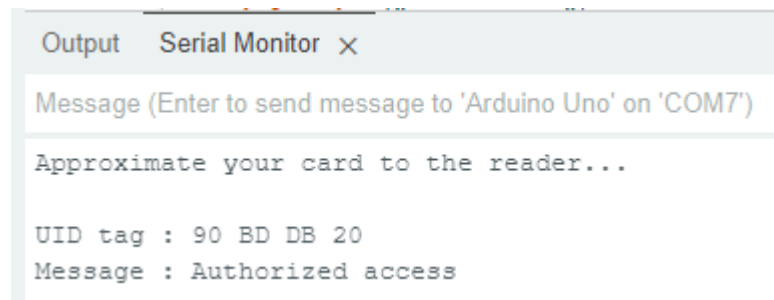 Output Serial Monitor ×
Message (Enter to send message to 'Arduino Uno' on 'COM7')
Approximate your card to the reader...
UID tag : 90 BD DB 20
Message : Authorized access